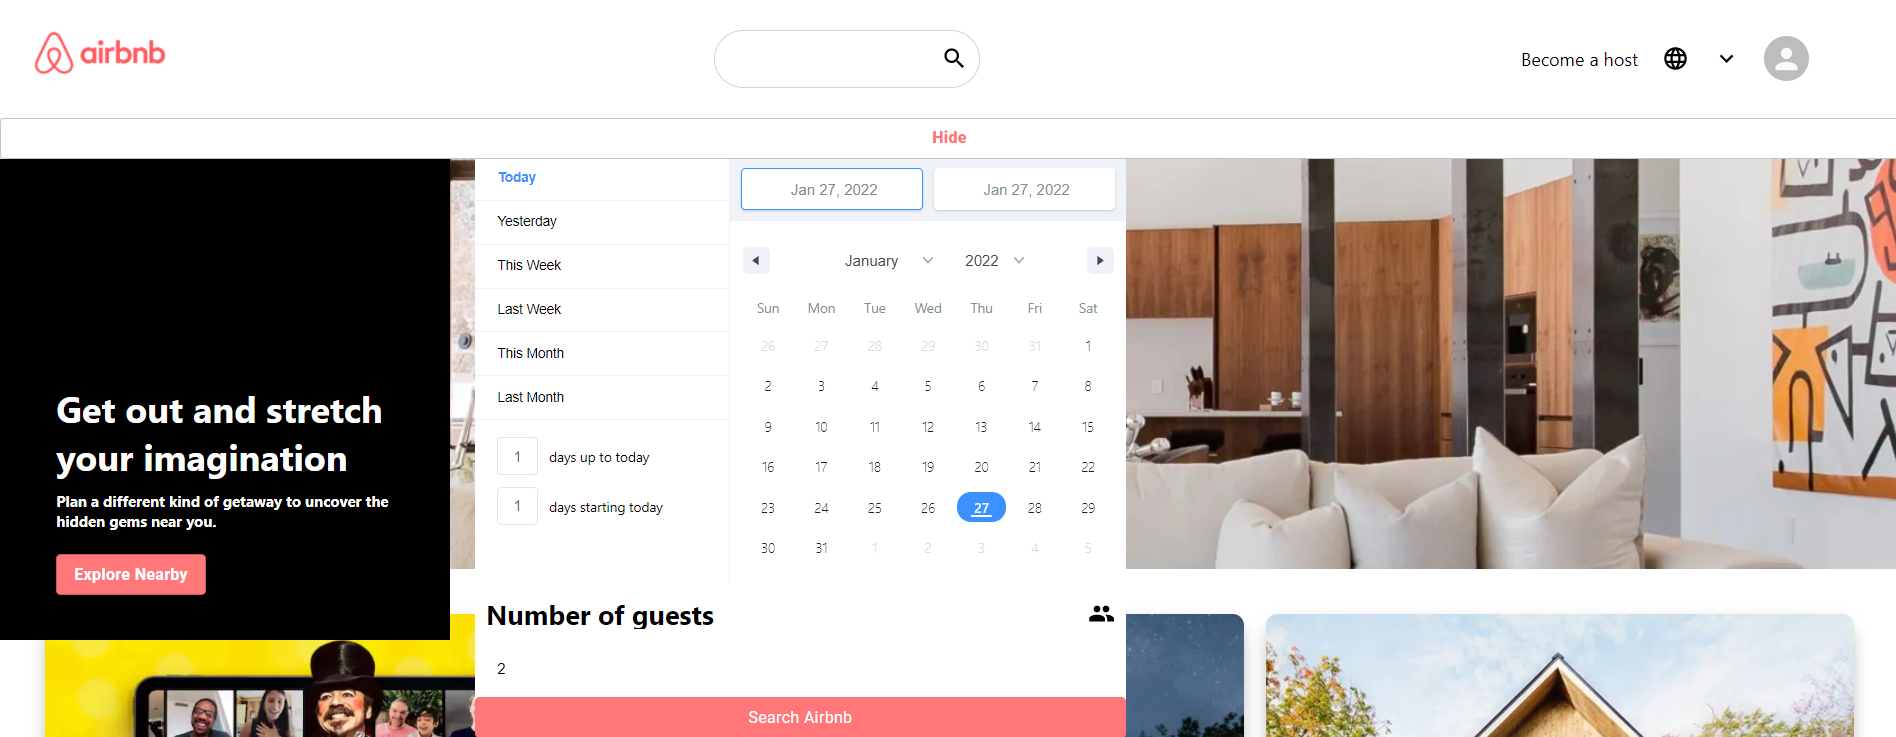 airbnb
Become a host
Hide
Today
Yesterday
This Week
Last Week
This Month
Last Month
1 days up to today
1 days starting today
Jan 27, 2022 Jan 27, 2022
January 2022
Sun Mon Tue Wed Thu Fri Sat
26 27 28 29 30 31 1
2 3 4 5 6 7 8
9 10 11 12 13 14 15
16 17 18 19 20 21 22
23 24 25 26 27 28 29
30 31 1 2 3 4 5
Get out and stretch
your imagination
Plan a different kind of getaway to uncover the
hidden gems near you.
Explore Nearby
Number of guests
2
Search Airbnb